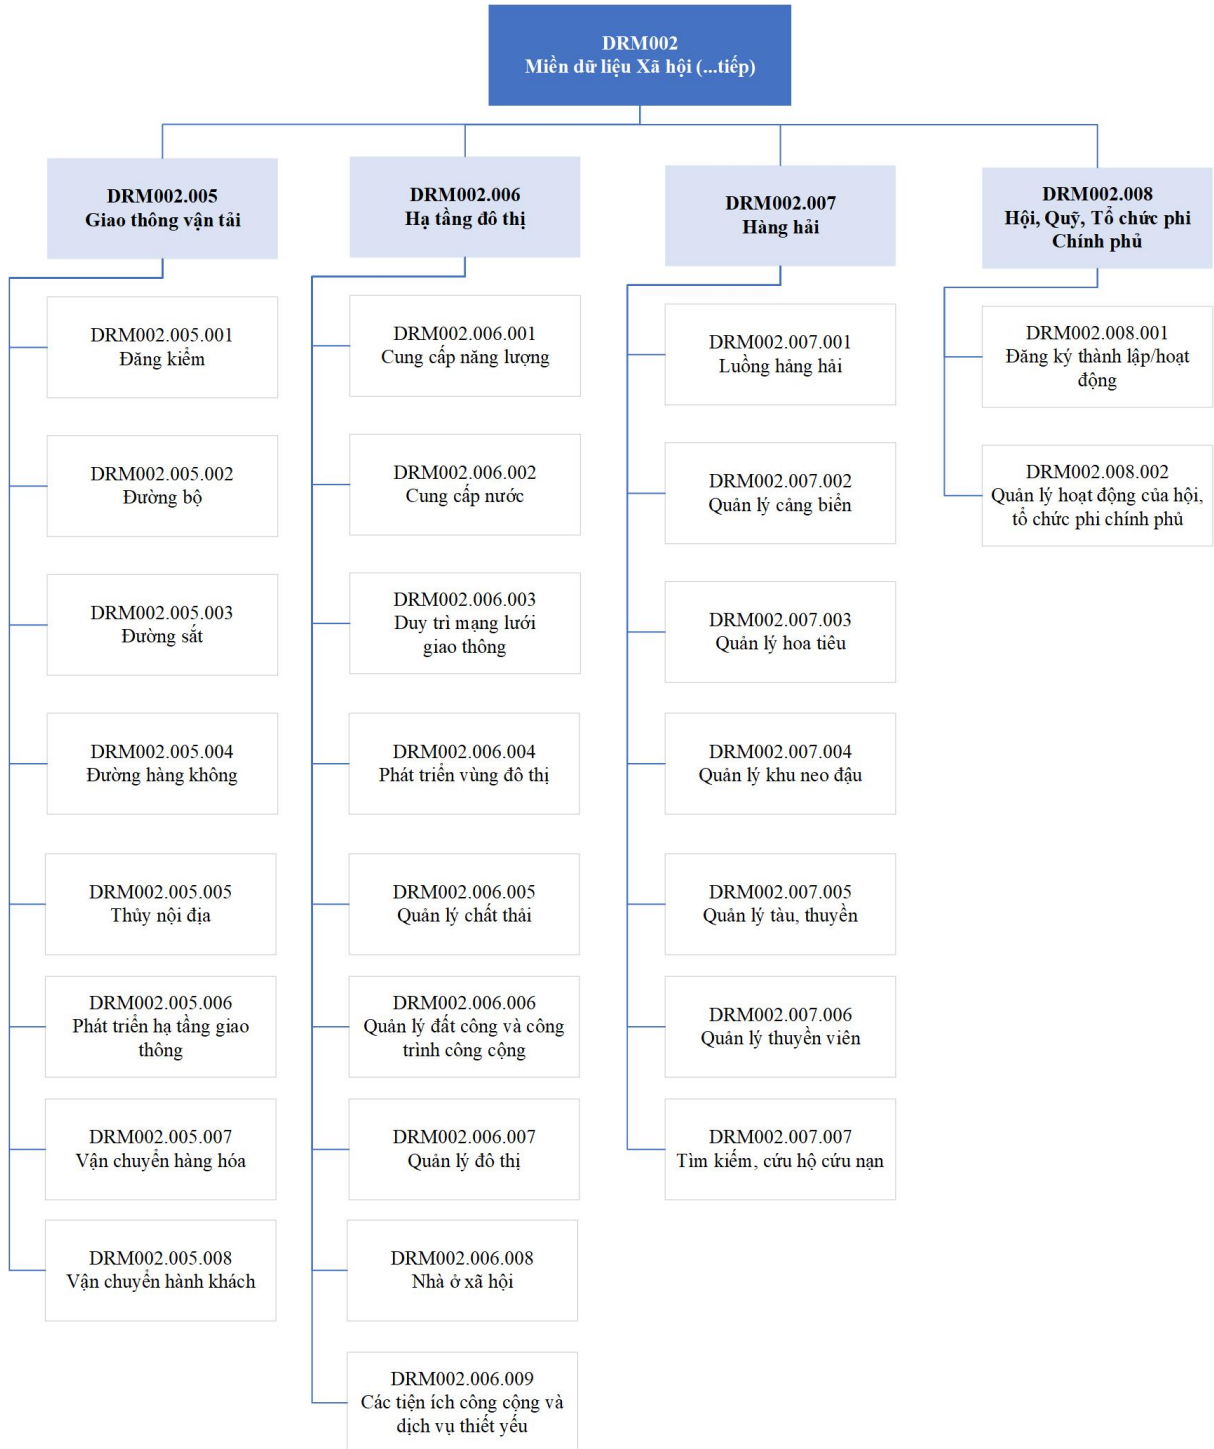 DRM002
Miền dữ liệu Xã hội (...tiếp)
DRM002.005
Giao thông vận tải
DRM002.005.001
Đăng kiểm
DRM002.005.002
Đường bộ
DRM002.005.003
Đường sắt
DRM002.005.004
Đường hàng không
DRM002.005.005
Thủy nội địa
DRM002.005.006
Phát triển hạ tầng giao
thông
DRM002.005.007
Vận chuyển hàng hóa
DRM002.005.008
Vận chuyển hành khách
DRM002.006
Hạ tầng đô thị
DRM002.006.001
Cung cấp năng lượng
DRM002.006.002
Cung cấp nước
DRM002.006.003
Duy trì mạng lưới
giao thông
DRM002.006.004
Phát triển vùng đô thị
DRM002.006.005
Quản lý chất thải
DRM002.006.006
Quản lý đất công và công
trình công cộng
DRM002.006.007
Quản lý đô thị
DRM002.006.008
Nhà ở xã hội
DRM002.006.009
Các tiện ích công cộng và
dịch vụ thiết yếu
DRM002.007
Hàng hải
DRM002.007.001
Luồng hảng hải
DRM002.007.002
Quản lý cảng biển
DRM002.007.003
Quản lý hoa tiêu
DRM002.007.004
Quản lý khu neo đậu
DRM002.007.005
Quản lý tàu, thuyền
DRM002.007.006
Quản lý thuyền viên
DRM002.007.007
Tìm kiếm, cứu hộ cứu nạn
DRM002.008
Hội, Quỹ, Tổ chức phi
Chính phủ
DRM002.008.001
Đăng ký thành lập/hoạt
động
DRM002.008.002
Quản lý hoạt động của hội,
tổ chức phi chính phủ